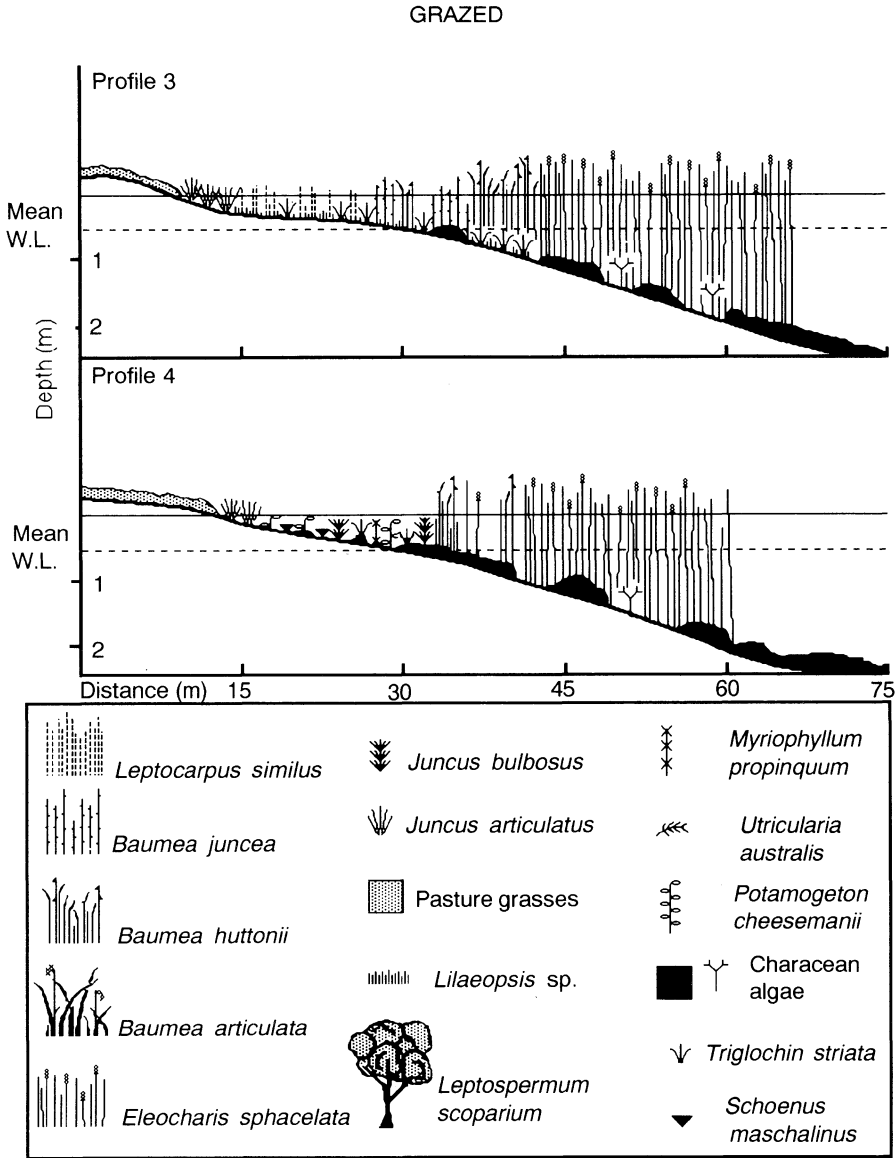 GRAZED
Profile 3
Mean
W.L.
1
2
Depth (m)
Profile 4
Mean
W.L.
1
2
Distance (m) 15 30 45 60 75
Leptocarpus similus
Baumea juncea
Baumea huttonii
Baumea articulata
Eleocharis sphacelata
Juncus bulbosus
Juncus articulatus
Pasture grasses
Lilaeopsis sp.
Leptospermum
scoparium
Myriophyllum
propinquum
Utricularia
australis
Potamogeton
cheesemanii
Characean
algae
Triglochin striata
Schoenus
maschalinus